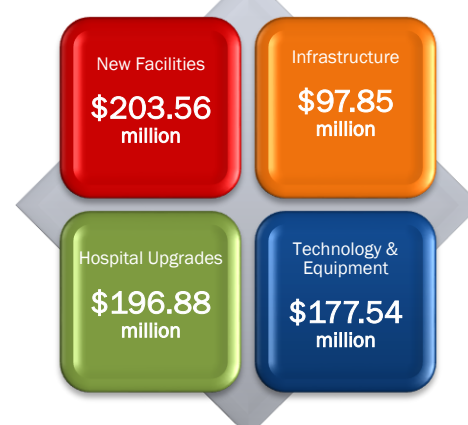 New Facilities
$203.56
million
Infrastructure
$97.85
million
Hospital Upgrades
$196.88
million
Technology &
Equipment
$177.54
million